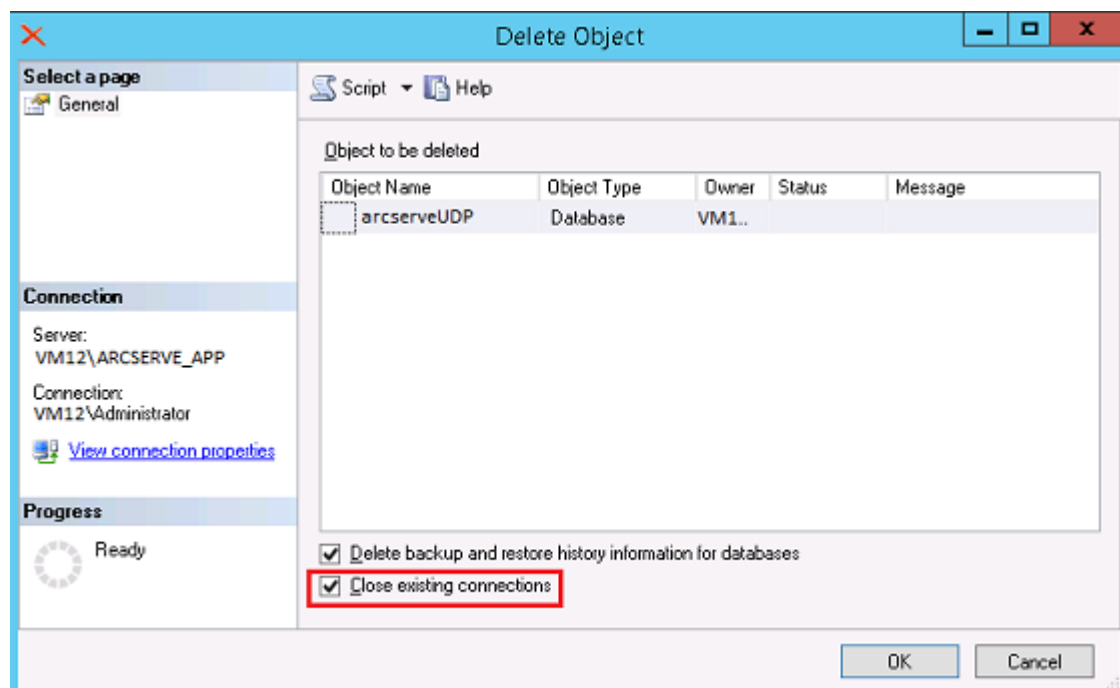 Delete Object
Select a page
General
Script
Help
Object to be deleted
Object Name Object Type Owner Status Message
arcserveUDP Database VM1..
Connection
Server:
VM12\ARCSERVE_APP
Connection:
VM12\Administrator
View connection properties
Progress
Ready
Delete backup and restore history information for databases
Close existing connections
OK Cancel